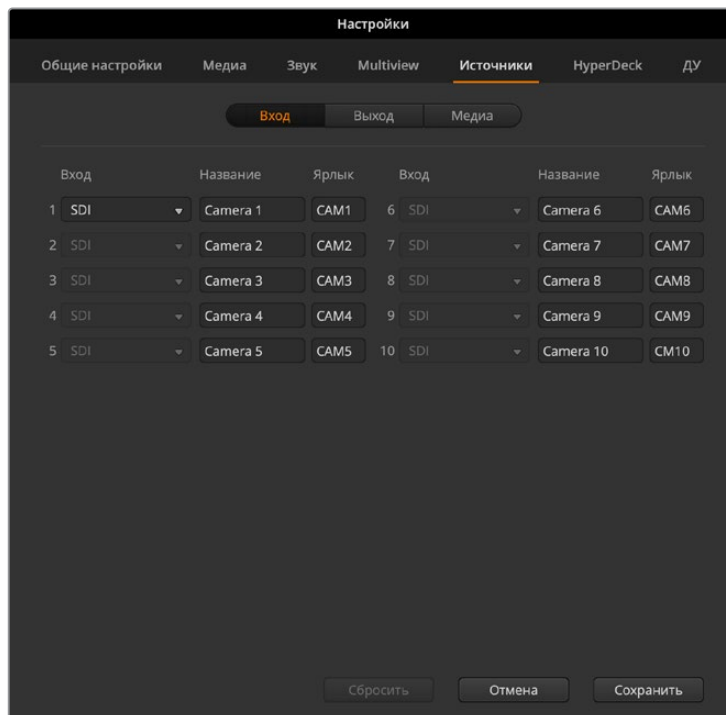 Настройки
Общие настройки Медиа Звук Multiview Источники HyperDeck ДУ
Вход Выход Медиа
Вход Название Ярлык Вход Название Ярлык
1 SDI Camera 1 CAM1 6 SDI Camera 6 CAM6
2 SDI Camera 2 CAM2 7 SDI Camera 7 CAM7
3 SDI Camera 3 CAM3 8 SDI Camera 8 CAM8
4 SDI Camera 4 CAM4 9 SDI Camera 9 CAM9
5 SDI Camera 5 CAM5 10 SDI Camera 10 CM10
Сбросить Отмена Сохранить